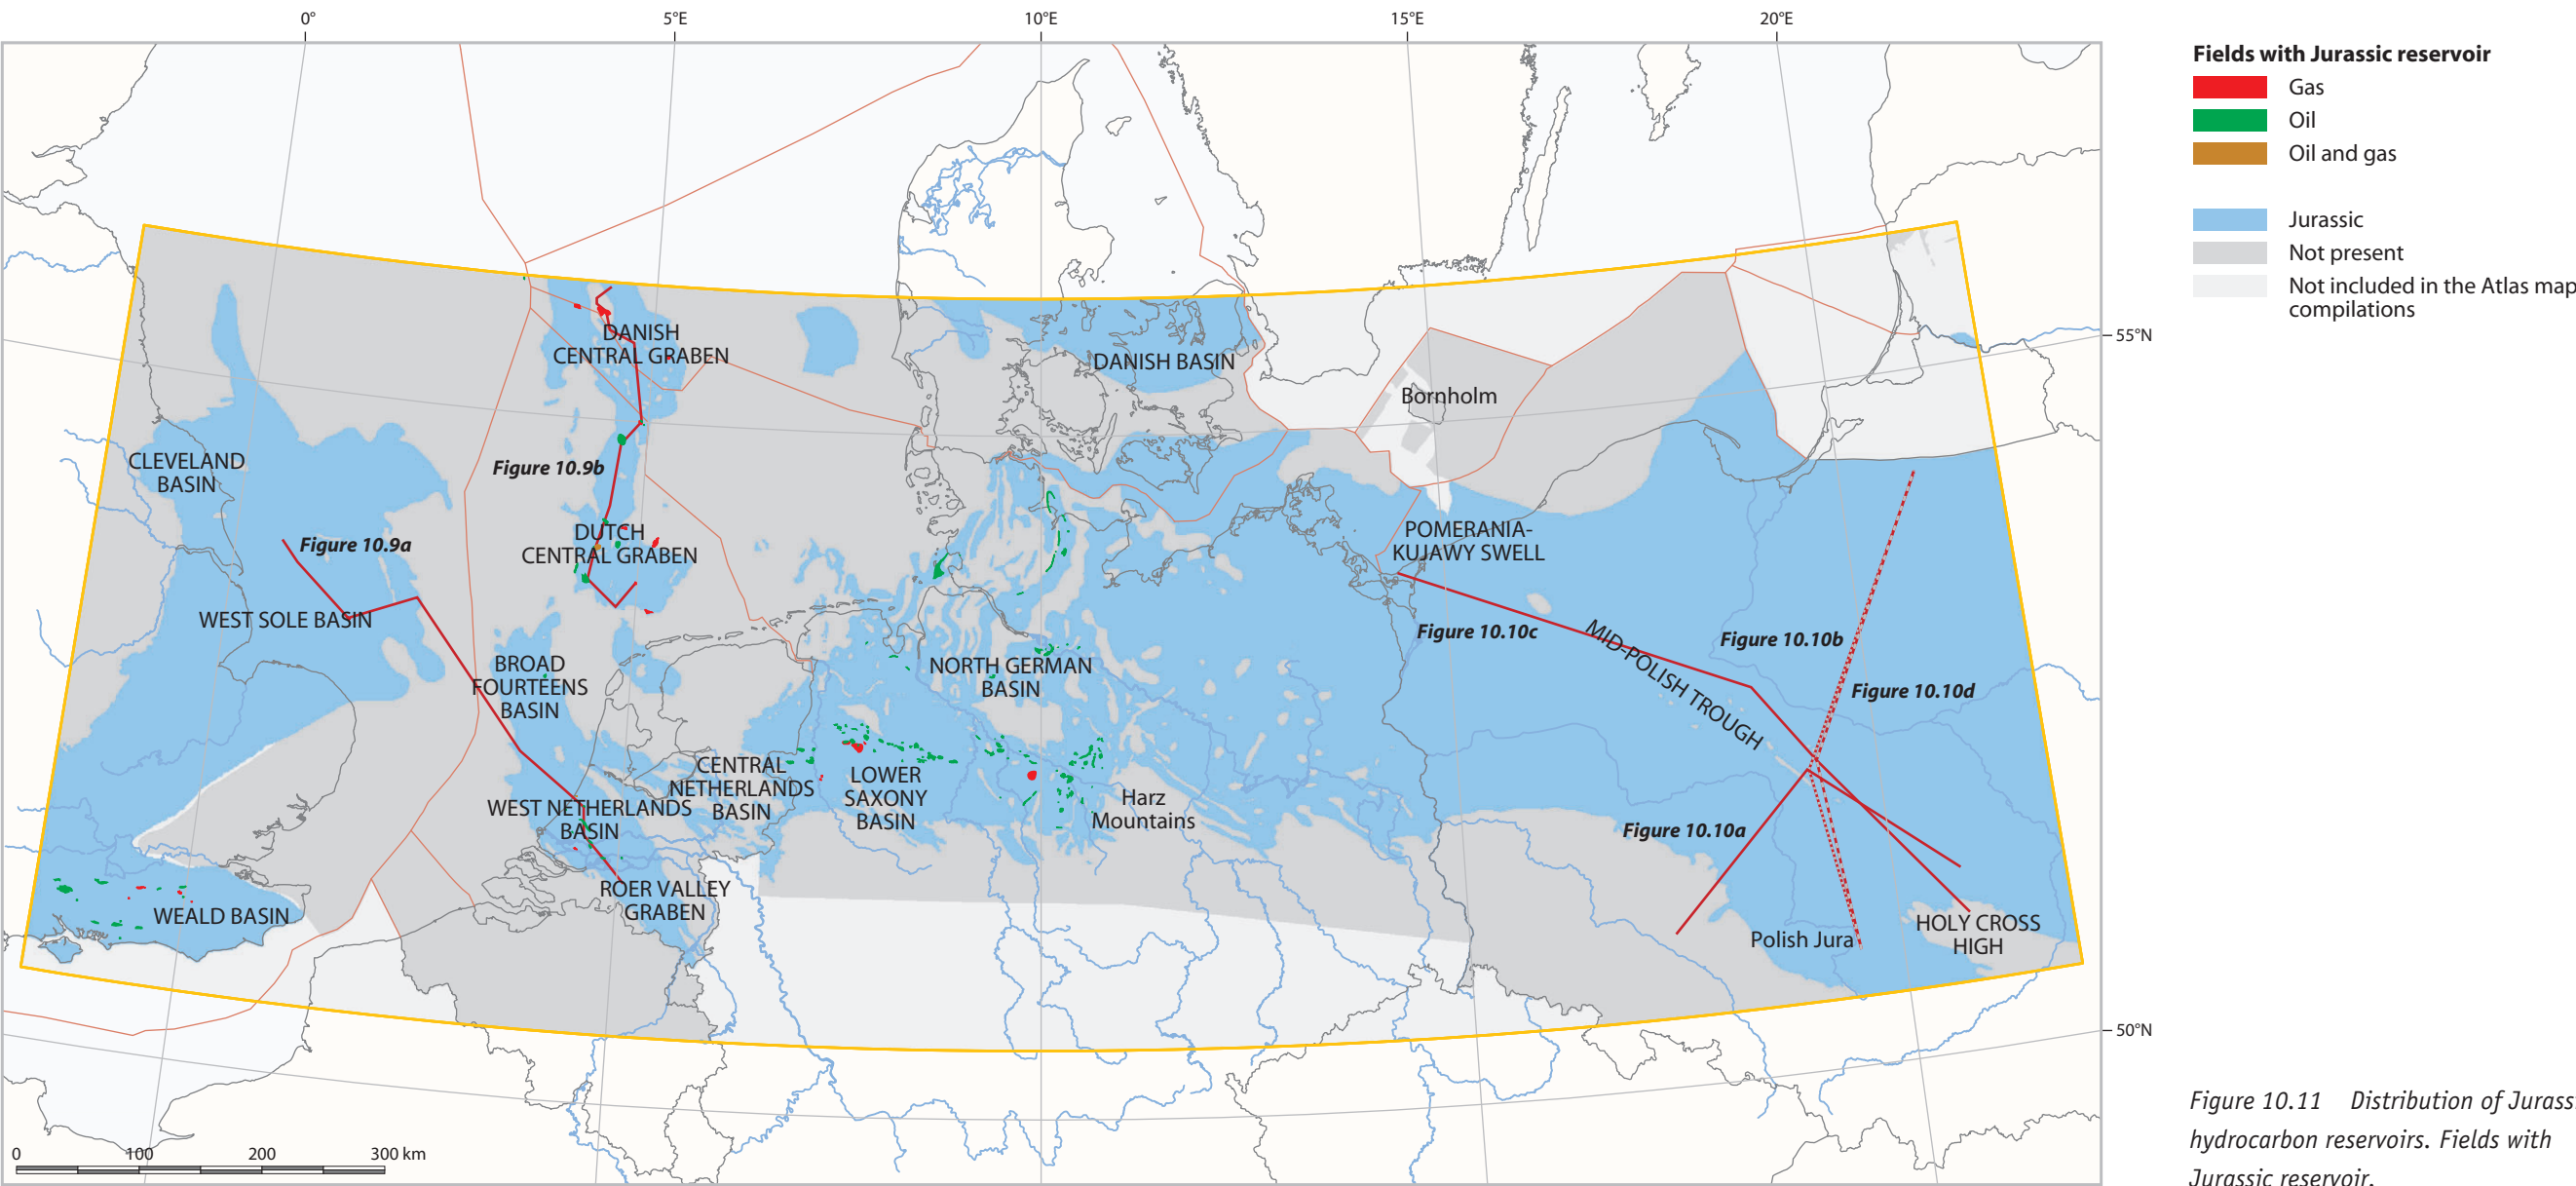 0°
5°E
10°E
15°E
20°E
Fields with Jurassic reservoir
Gas
Oil
Oil and gas
Jurassic
Not present
Not included in the Atlas map
compilations
55°N
50°N
DANISH
CENTRAL GRABEN
DANISH BASIN
Bornholm
CLEVELAND
BASIN
Figure 10.9b
Figure 10.9a
DUTCH
CENTRAL GRABEN
POMERANIA-
KUJAWY SWELL
WEST SOLE BASIN
Figure 10.10c
MID-POLISH TROUGH
Figure 10.10b
Figure 10.10d
BROAD
FOURTEENS
BASIN
NORTH GERMAN
BASIN
CENTRAL
NETHERLANDS
BASIN
LOWER
SAXONY
BASIN
Harz
Mountains
WEST NETHERLANDS
BASIN
Figure 10.10a
ROER VALLEY
GRABEN
WEALD BASIN
Polish Jura
HOLY CROSS
HIGH
0
100
200
300 km
Figure 10.11 Distribution of Jurass
hydrocarbon reservoirs. Fields with
Jurassic reservoir.